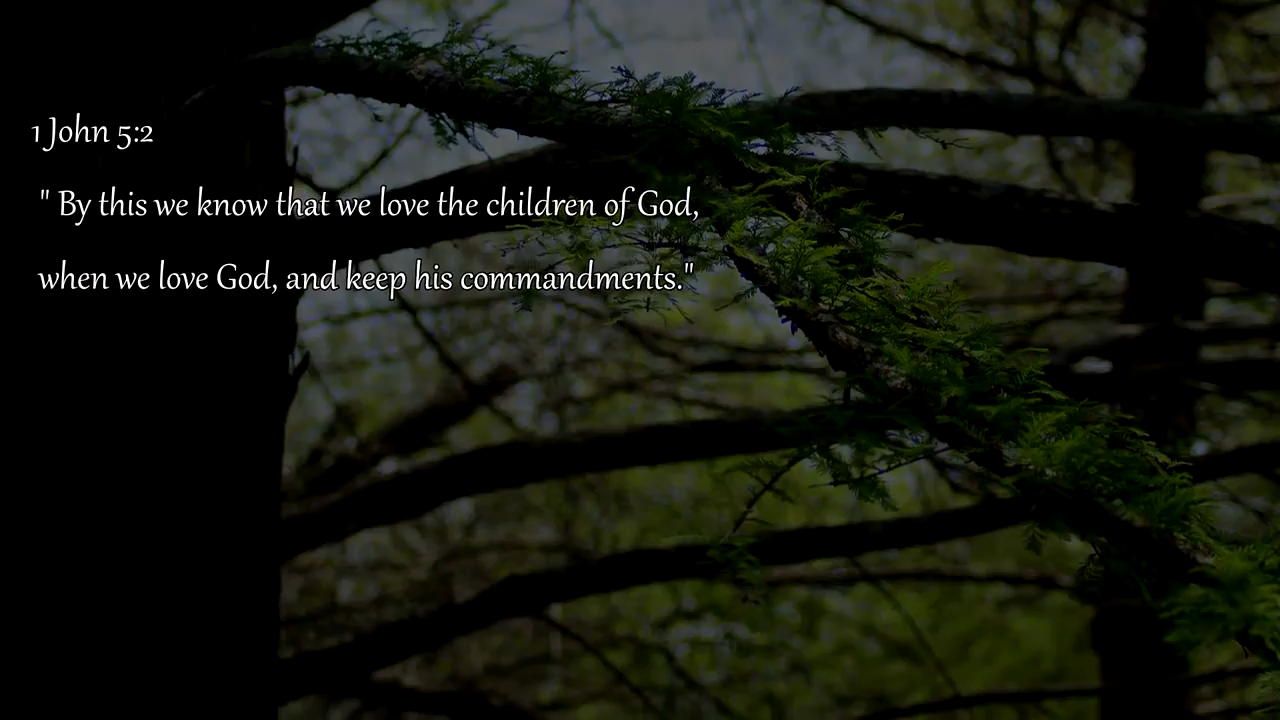 1 John 5:2
" By this we know that we love the children of God,
when we love God, and keep his commandments."